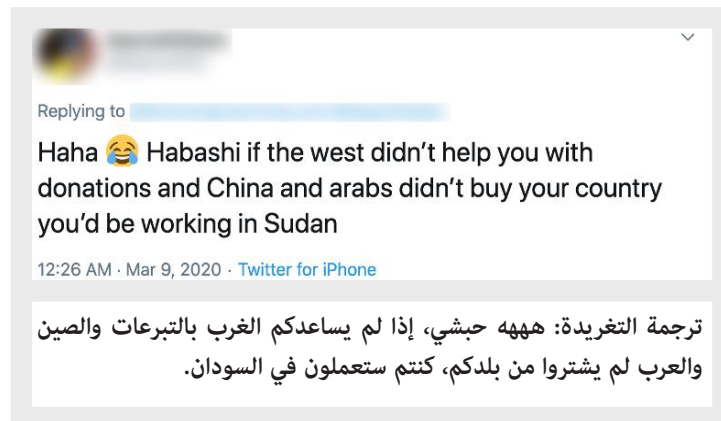 Replying to
Haha 😂 Habashi if the west didn't help you with
donations and China and arabs didn't buy your country
you'd be working in Sudan
12:26 AM · Mar 9, 2020 · Twitter for iPhone
ترجمة التغريدة: هههه حبشي، إذا لم يساعدكم الغرب بالتبرعات والصين
والعرب لم يشتروا من بلدكم، كنتم ستعملون في السودان.